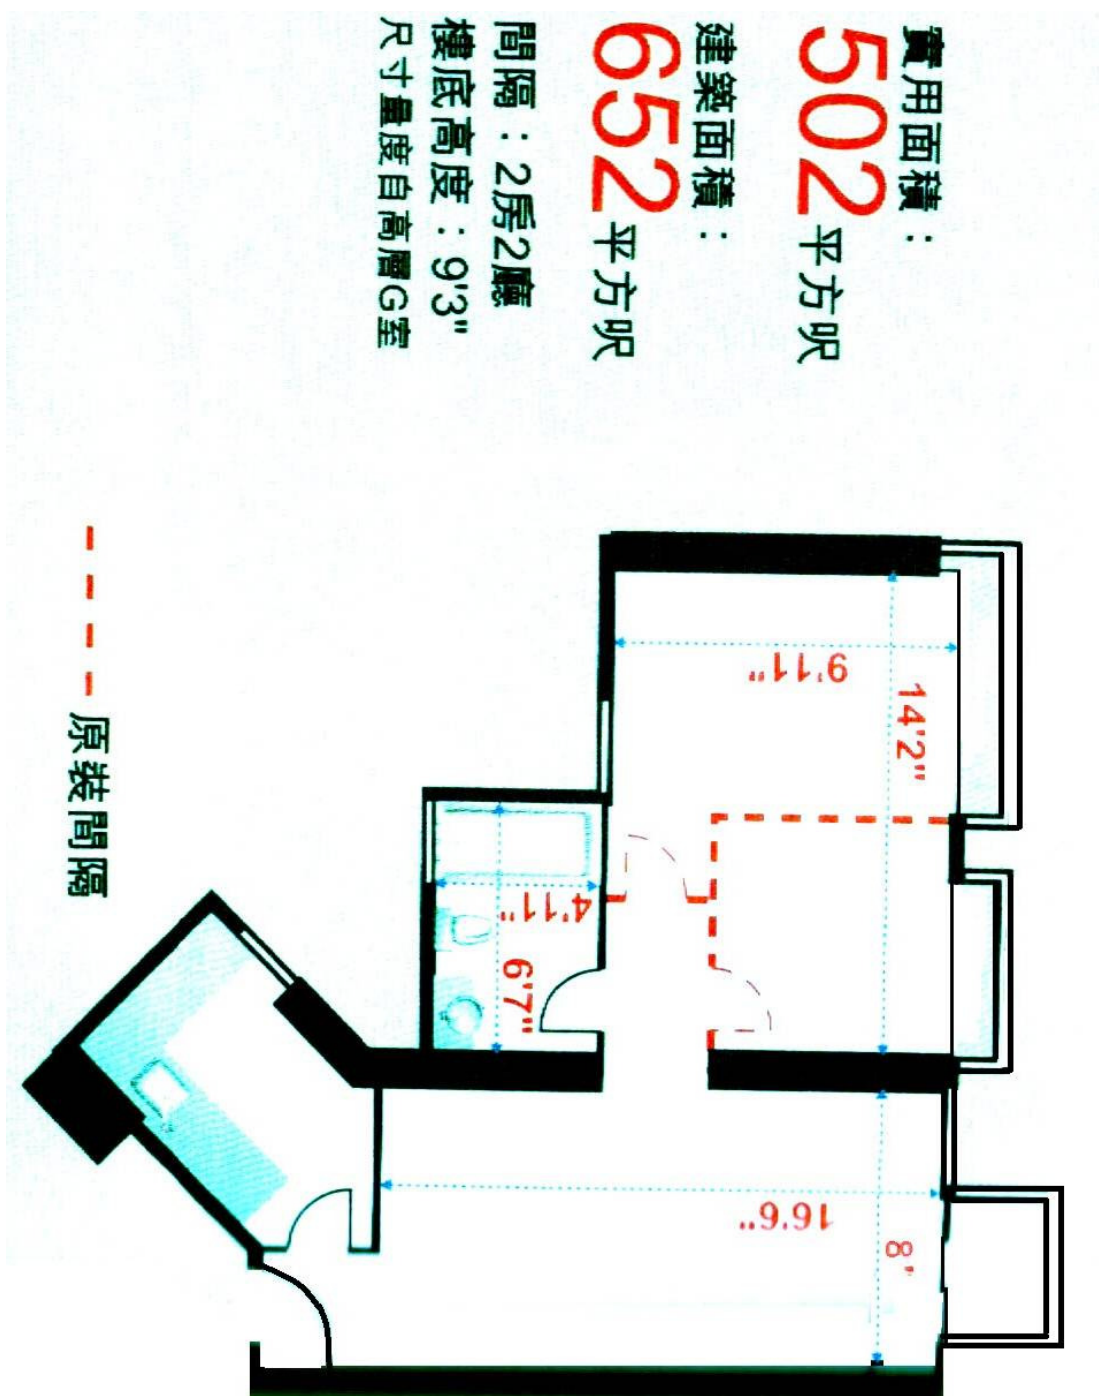 實用面積：
502平方呎
建築面積：
652平方呎
間隔：2房2廳
樓底高度：9'3"
尺寸量度自高層G室
原裝間隔
9'11"
14'2"
4'11"
6'7"
16'6"
8'